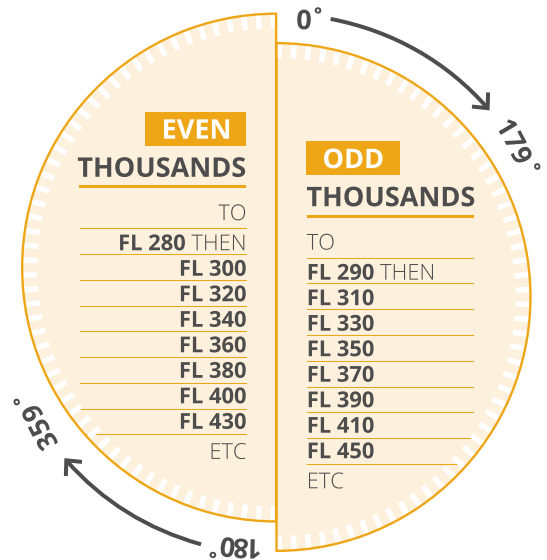 0°
179°
EVEN
THOUSANDS
TO
FL 280 THEN
FL 300
FL 320
FL 340
FL 360
FL 380
FL 400
FL 430
ETC
ODD
THOUSANDS
TO
FL 290 THEN
FL 310
FL 330
FL 350
FL 370
FL 390
FL 410
FL 450
ETC
359°
180°